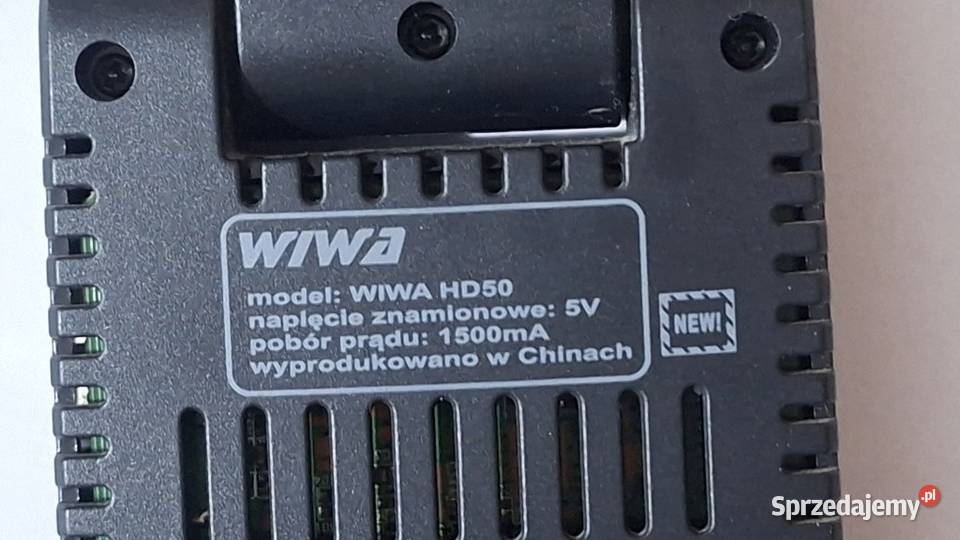 WIWA
model: WIWA HD50
napięcie znamionowe: 5V
pobór prądu: 1500mA
wyprodukowano w Chinach
NEW!
Sprzedajemy.pl